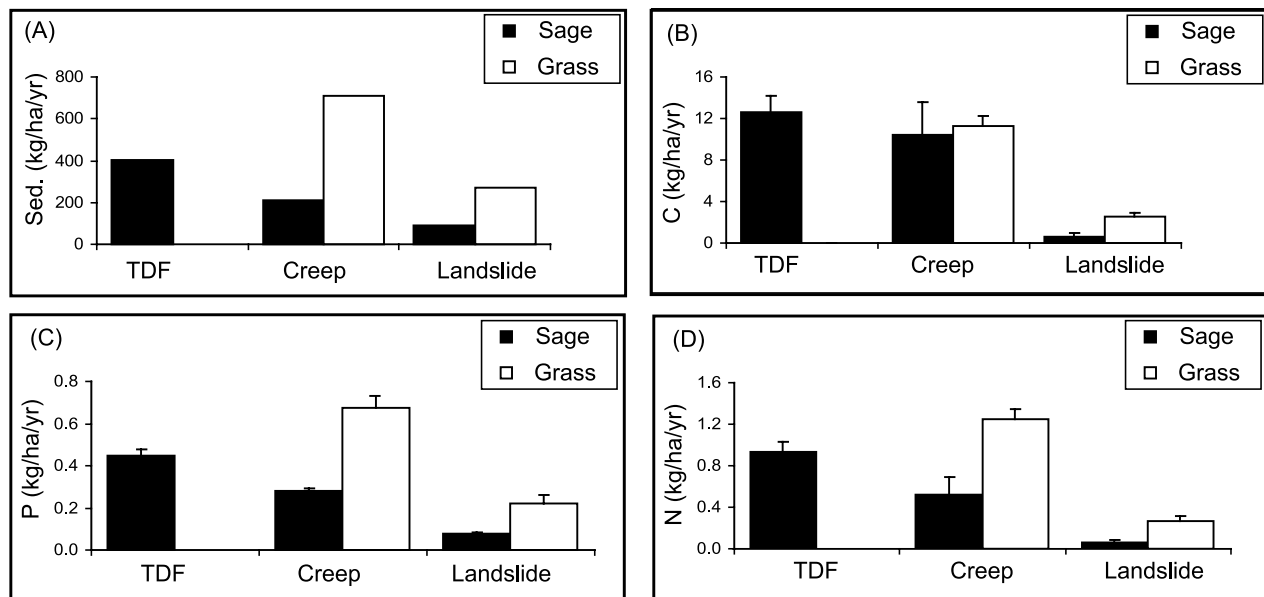 (A)
Sage
Grass
Sed. (kg/ha/yr)
800
600
400
200
0
TDF Creep Landslide
(B)
Sage
Grass
C (kg/ha/yr)
16
12
8
4
0
TDF Creep Landslide
(C)
Sage
Grass
P (kg/ha/yr)
0.8
0.6
0.4
0.2
0.0
TDF Creep Landslide
(D)
Sage
Grass
N (kg/ha/yr)
1.6
1.2
0.8
0.4
0.0
TDF Creep Landslide